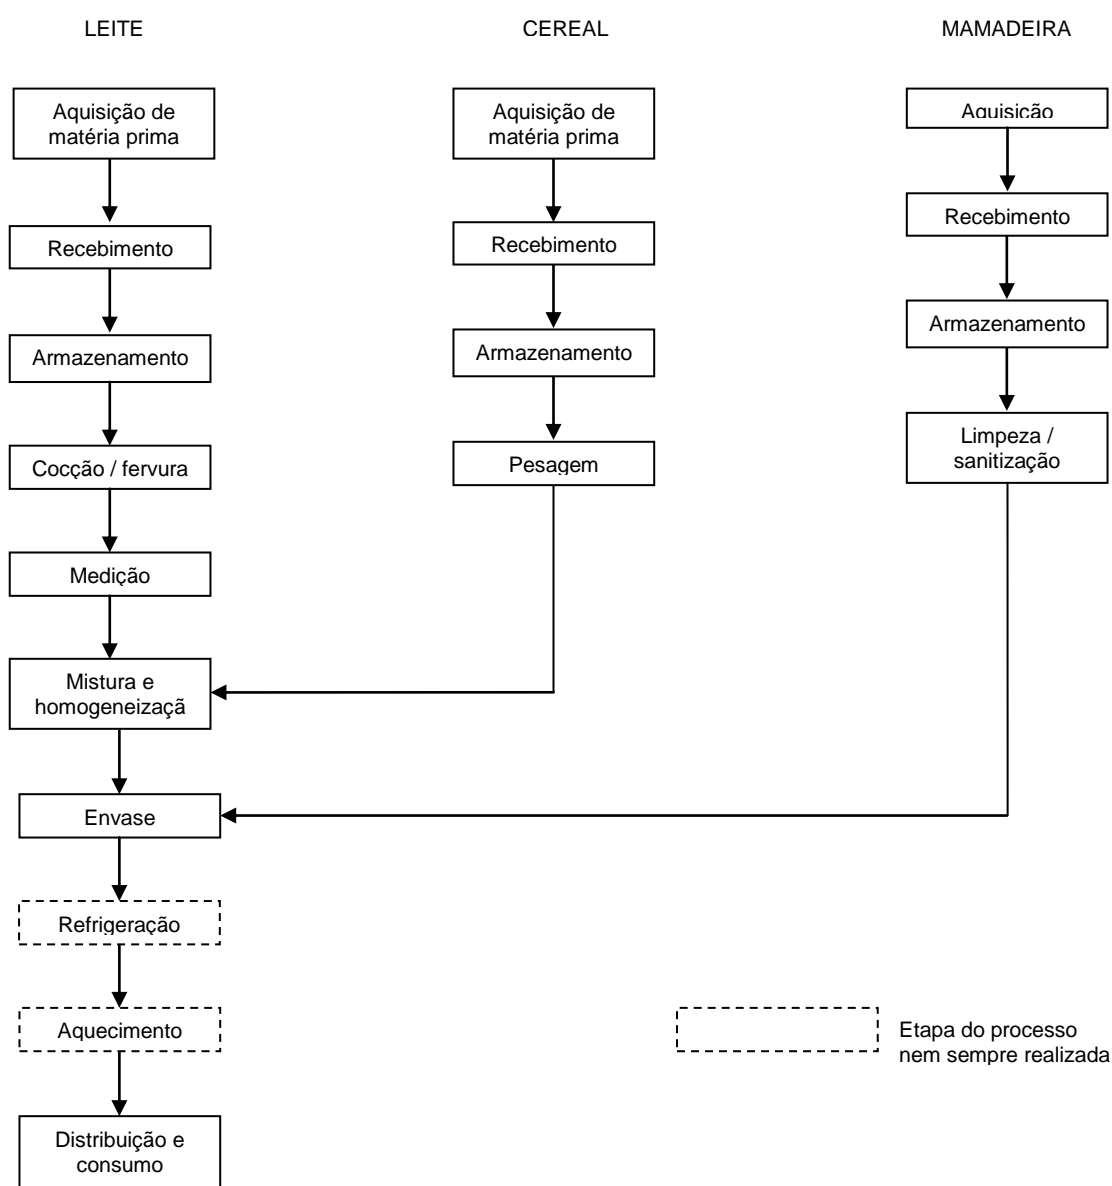 LEITE
CEREAL
MAMADEIRA
Aquisição de
matéria prima
Recebimento
Armazenamento
Cocção / fervura
Medição
Mistura e
homogeneizaçã
Envase
Refrigeração
Aquecimento
Distribuição e
consumo
Aquisição de
matéria prima
Recebimento
Armazenamento
Pesagem
Aquisição
Recebimento
Armazenamento
Limpeza /
sanitização
Etapa do processo
nem sempre realizada